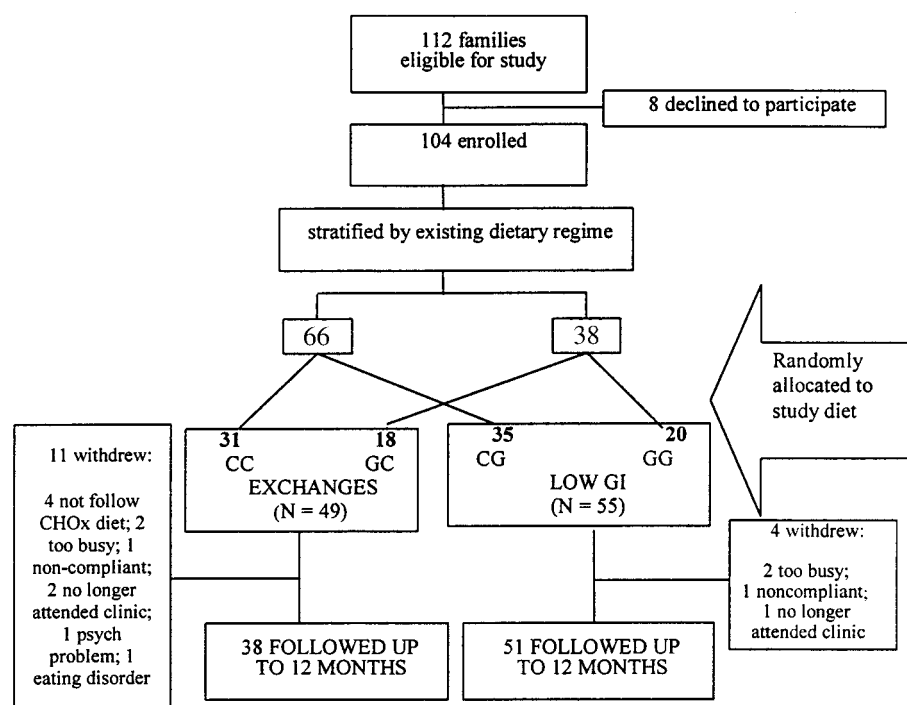 112 families
eligible for study
8 declined to participate
104 enrolled
stratified by existing dietary regime
66
38
Randomly
allocated to
study diet
31
18
CC
GC
EXCHANGES
(N = 49)
35
20
CG
GG
LOW GI
(N = 55)
11 withdrew:
4 not follow
CHOx diet; 2
too busy; 1
non-compliant;
2 no longer
attended clinic;
1 psych
problem; 1
eating disorder
4 withdrew:
2 too busy;
1 noncompliant;
1 no longer
attended clinic
38 FOLLOWED UP
TO 12 MONTHS
51 FOLLOWED UP
TO 12 MONTHS